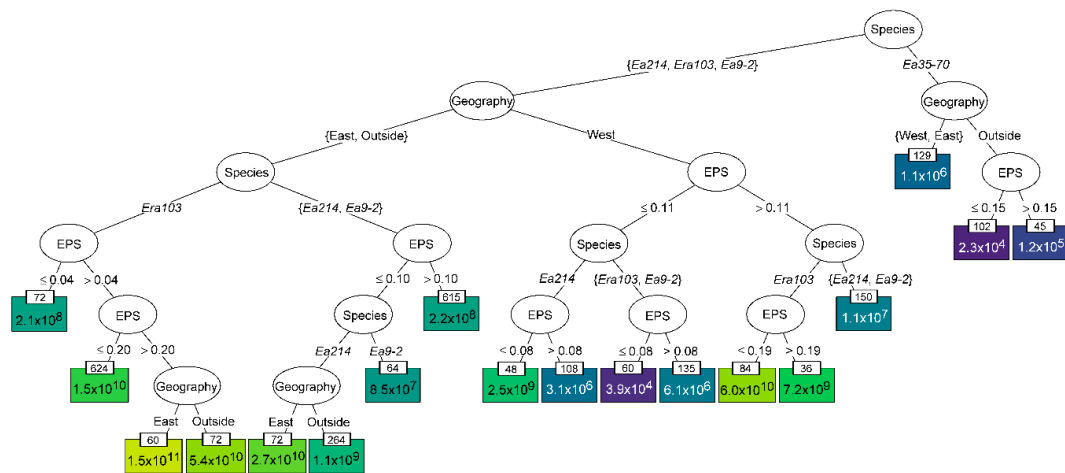 Species
{Ea214, Era103, Ea9-2} Ea35-70
Geography Geography
{East, Outside} West {West, East} Outside
129
1.1x10^6
Species EPS EPS
Era103 {Ea214, Ea9-2} ≤ 0.11 > 0.11 ≤ 0.15 > 0.15
102 45
2.3x10^4 1.2x10^5
EPS EPS Species Species
≤ 0.04 > 0.04 ≤ 0.10 > 0.10 Ea214 {Era103, Ea9-2} Era103 {Ea214, Ea9-2}
72 615 150
2.1x10^8 2.2x10^8 1.1x10^7
EPS Species EPS EPS EPS
≤ 0.20 > 0.20 Ea214 Ea9-2 < 0.08 > 0.08 ≤ 0.08 > 0.08 < 0.19 > 0.19
624 64 48 108 60 135 84 36
1.5x10^10 8.5x10^7 2.5x10^9 3.1x10^6 3.9x10^4 6.1x10^6 6.0x10^10 7.2x10^9
Geography Geography
East Outside East Outside
60 72 72 264
1.5x10^11 5.4x10^10 2.7x10^10 1.1x10^9